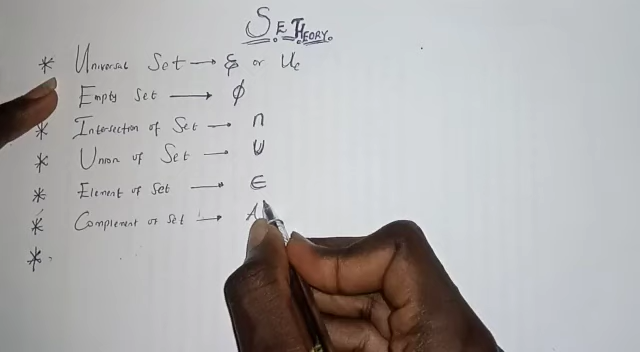 SET THEORY.
* Universal Set → ξ or U
* Empty Set → ϕ
* Intersection of Set → ∩
* Union of Set → ∪
* Element of Set → ∈
* Complement of Set → A
*